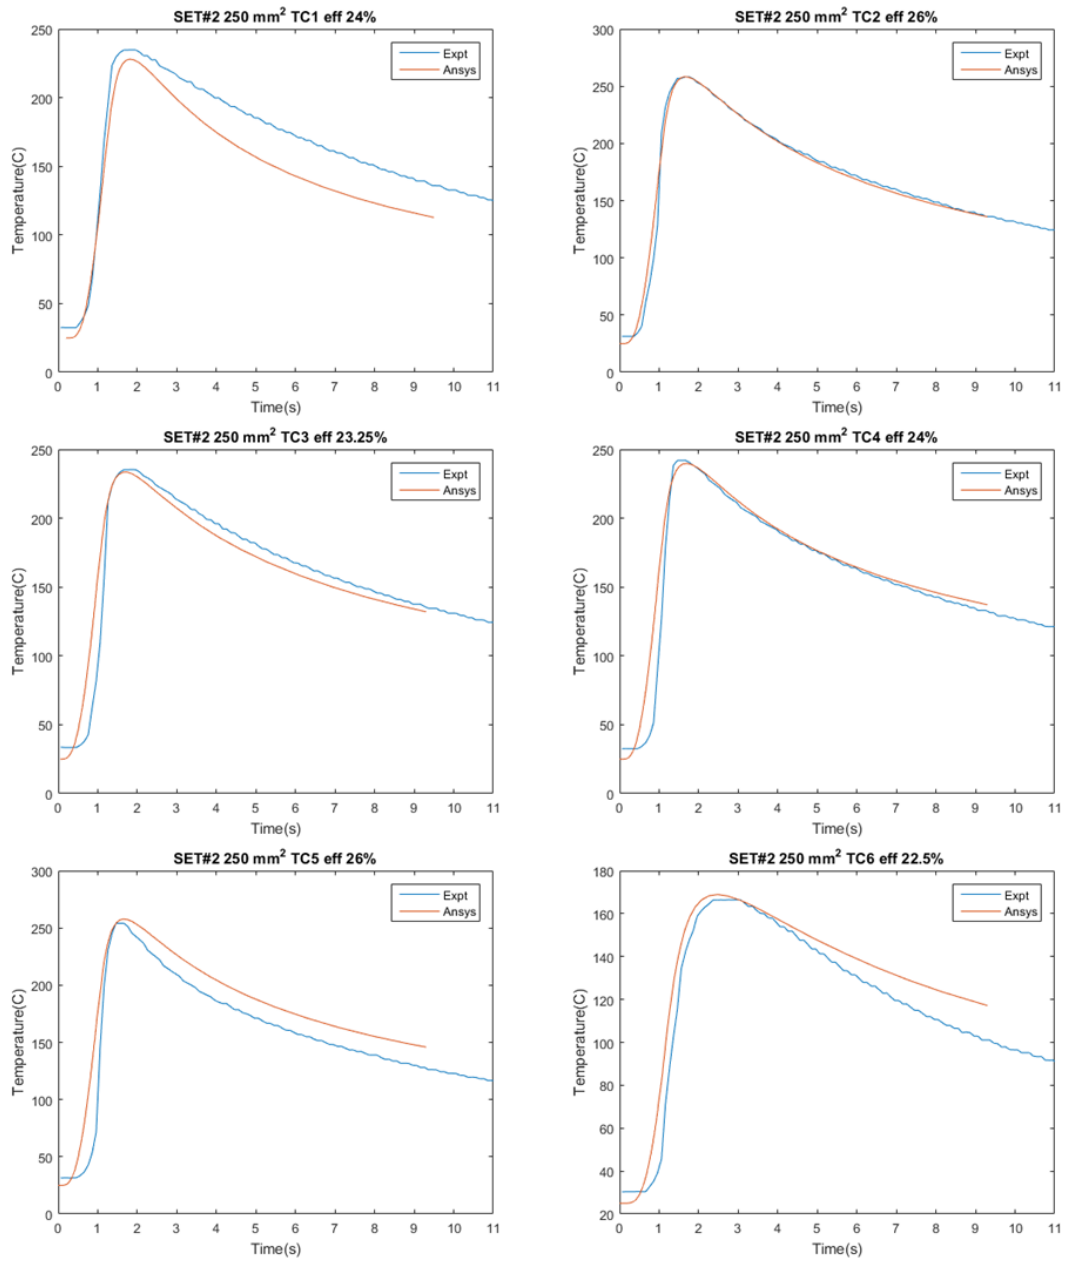 SET#2 250 mm² TC1 eff 24%
250
200
150
100
50
0
Temperature(C)
Expt
Ansys
0 1 2 3 4 5 6 7 8 9 10 11
Time(s)
SET#2 250 mm² TC2 eff 26%
300
250
200
150
100
50
0
Temperature(C)
Expt
Ansys
0 1 2 3 4 5 6 7 8 9 10 11
Time(s)
SET#2 250 mm² TC3 eff 23.25%
250
200
150
100
50
0
Temperature(C)
Expt
Ansys
0 1 2 3 4 5 6 7 8 9 10 11
Time(s)
SET#2 250 mm² TC4 eff 24%
250
200
150
100
50
0
Temperature(C)
Expt
Ansys
0 1 2 3 4 5 6 7 8 9 10 11
Time(s)
SET#2 250 mm² TC5 eff 26%
300
250
200
150
100
50
0
Temperature(C)
Expt
Ansys
0 1 2 3 4 5 6 7 8 9 10 11
Time(s)
SET#2 250 mm² TC6 eff 22.5%
180
160
140
120
100
80
60
40
20
Temperature(C)
Expt
Ansys
0 1 2 3 4 5 6 7 8 9 10 11
Time(s)